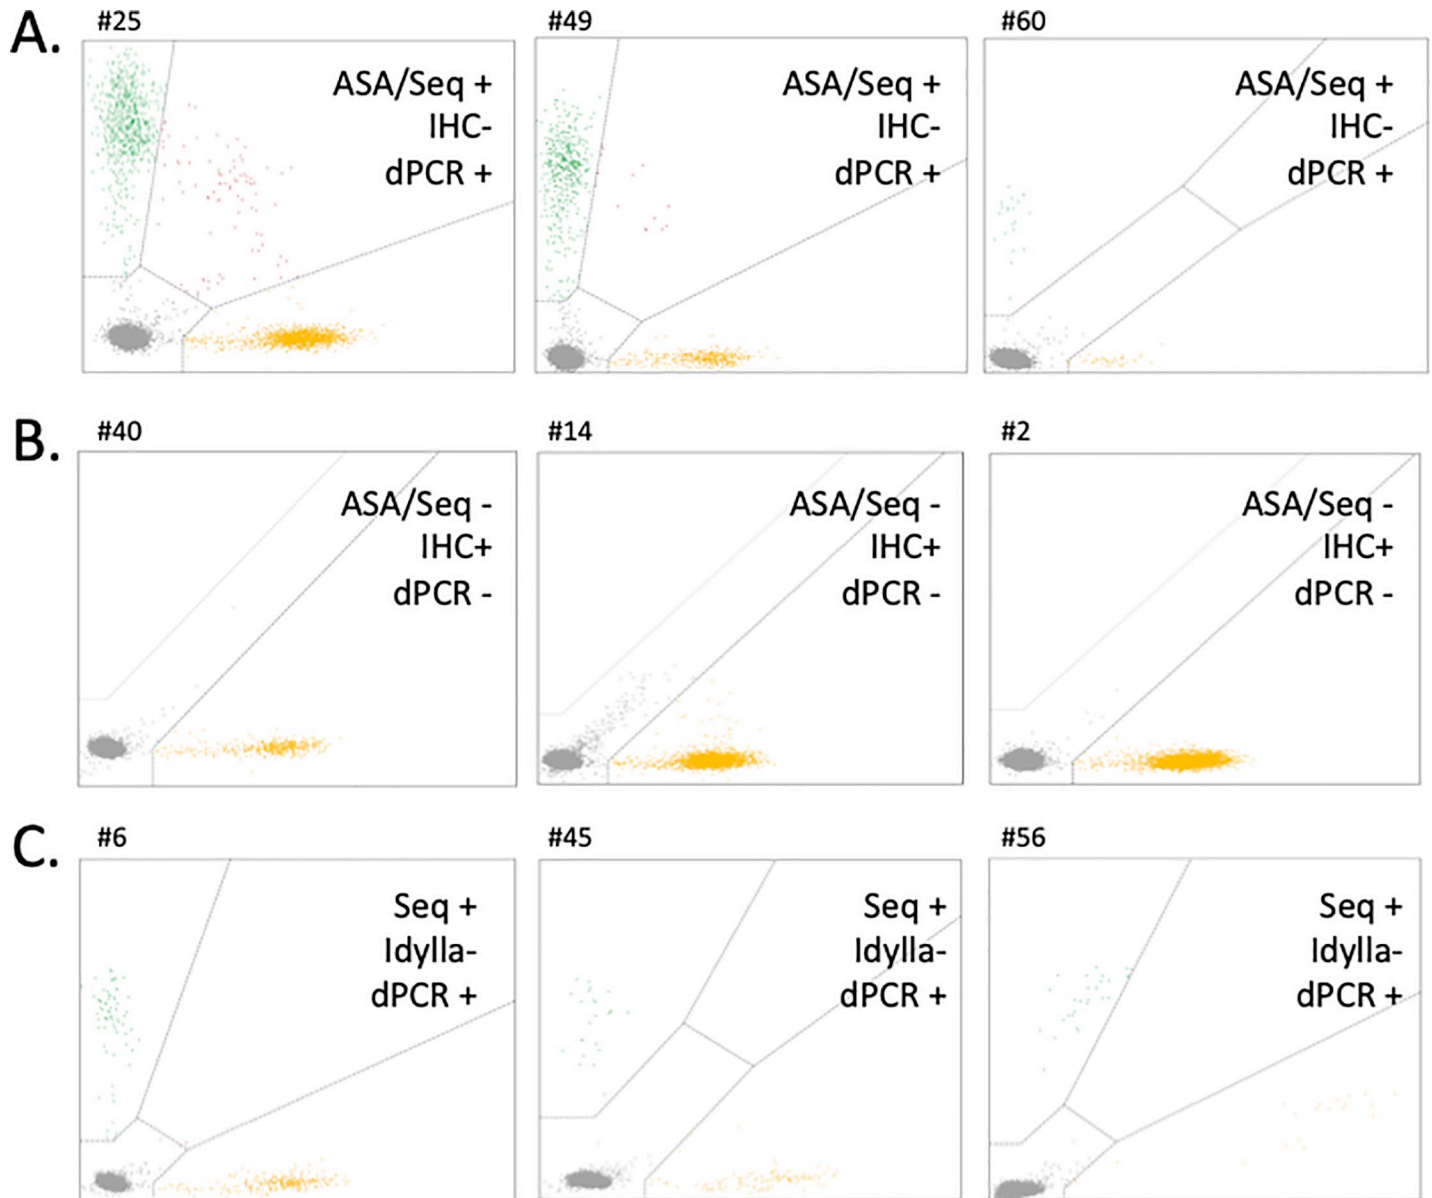 A.
#25
ASA/Seq +
IHC-
dPCR +
#49
ASA/Seq +
IHC-
dPCR +
#60
ASA/Seq +
IHC-
dPCR +
B.
#40
ASA/Seq -
IHC+
dPCR -
#14
ASA/Seq -
IHC+
dPCR -
#2
ASA/Seq -
IHC+
dPCR -
C.
#6
Seq +
Idylla-
dPCR +
#45
Seq +
Idylla-
dPCR +
#56
Seq +
Idylla-
dPCR +